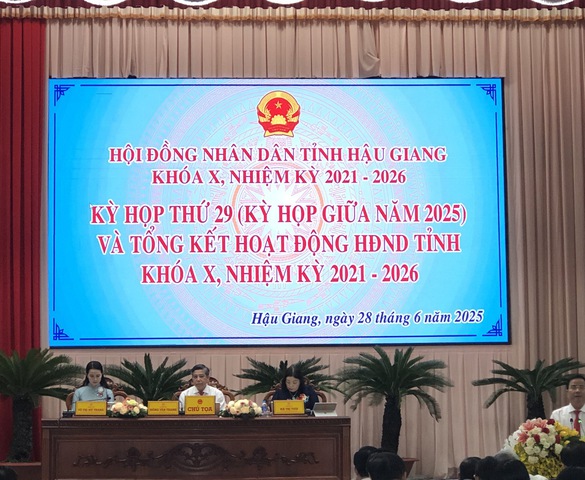 HỘI ĐỒNG NHÂN DÂN TỈNH HẬU GIANG
KHÓA X, NHIỆM KỲ 2021 - 2026
KỲ HỌP THỨ 29 (KỲ HỌP GIỮA NĂM 2025)
VÀ TỔNG KẾT HOẠT ĐỘNG HĐND TỈNH
KHÓA X, NHIỆM KỲ 2021 - 2026
Hậu Giang, ngày 28 tháng 6 năm 2025
CHỦ TỌA